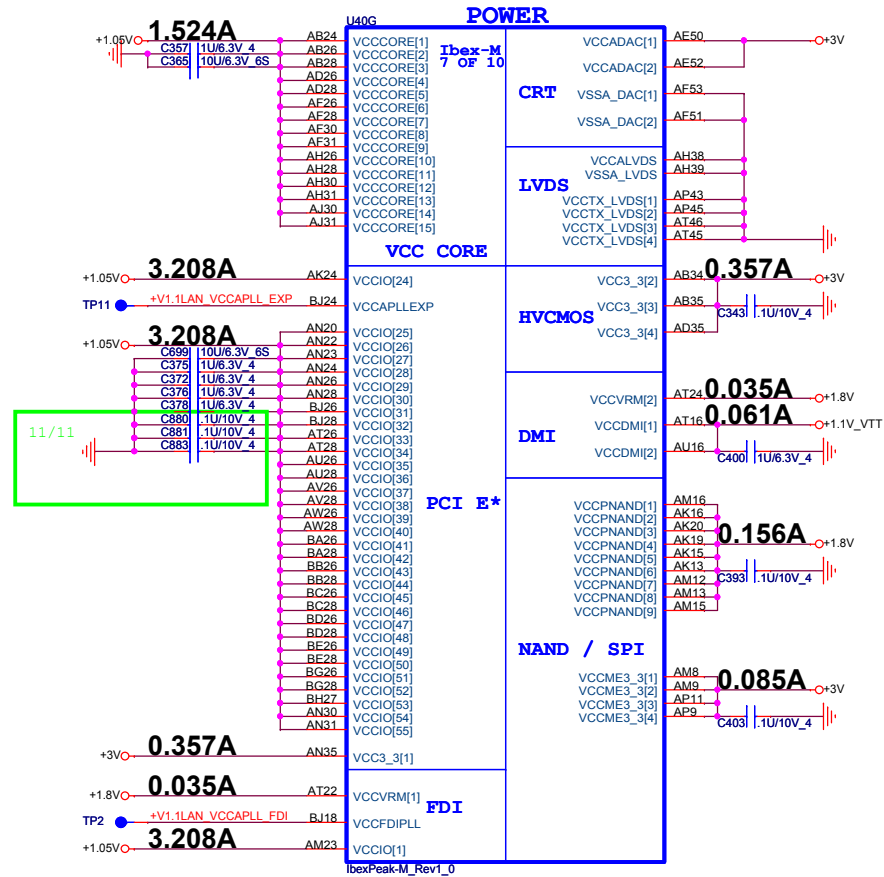 POWER
U40G
Ibex-M
7 OF 10
1.524A
+1.05V
C357 1U/6.3V_4
C365 10U/6.3V_6S
AB24 VCCCORE[1]
AB26 VCCCORE[2]
AB28 VCCCORE[3]
AD26 VCCCORE[4]
AD28 VCCCORE[5]
AF26 VCCCORE[6]
AF28 VCCCORE[7]
AF30 VCCCORE[8]
AF31 VCCCORE[9]
AH26 VCCCORE[10]
AH28 VCCCORE[11]
AH30 VCCCORE[12]
AH31 VCCCORE[13]
AJ30 VCCCORE[14]
AJ31 VCCCORE[15]
VCC CORE
+1.05V 3.208A AK24 VCCIO[24]
TP11 +V1.1LAN_VCCAPLL_EXP BJ24 VCCAPLLEXP
+1.05V 3.208A
C699 10U/6.3V_6S
C375 1U/6.3V_4
C372 1U/6.3V_4
C376 1U/6.3V_4
C378 1U/6.3V_4
C880 .1U/10V_4
C881 .1U/10V_4
C883 .1U/10V_4
11/11
AN20 VCCIO[25]
AN22 VCCIO[26]
AN23 VCCIO[27]
AN24 VCCIO[28]
AN26 VCCIO[29]
AN28 VCCIO[30]
BJ26 VCCIO[31]
BJ28 VCCIO[32]
AT26 VCCIO[33]
AT28 VCCIO[34]
AU26 VCCIO[35]
AU28 VCCIO[36]
AV26 VCCIO[37]
AV28 VCCIO[38]
AW26 VCCIO[39]
AW28 VCCIO[40]
BA26 VCCIO[41]
BA28 VCCIO[42]
BB26 VCCIO[43]
BB28 VCCIO[44]
BC26 VCCIO[45]
BC28 VCCIO[46]
BD26 VCCIO[47]
BD28 VCCIO[48]
BE26 VCCIO[49]
BE28 VCCIO[50]
BG26 VCCIO[51]
BG28 VCCIO[52]
BH27 VCCIO[53]
AN30 VCCIO[54]
AN31 VCCIO[55]
PCI E*
+3V 0.357A AN35 VCC3_3[1]
+1.8V 0.035A AT22 VCCVRM[1]
FDI
TP2 +V1.1LAN_VCCAPLL_FDI BJ18 VCCFDIPLL
+1.05V 3.208A AM23 VCCIO[1]
IbexPeak-M_Rev1_0
CRT
VCCADAC[1] AE50 +3V
VCCADAC[2] AE52
VSSA_DAC[1] AF53
VSSA_DAC[2] AF51
LVDS
VCCALVDS AH38
VSSA_LVDS AH39
VCCTX_LVDS[1] AP43
VCCTX_LVDS[2] AP45
VCCTX_LVDS[3] AT46
VCCTX_LVDS[4] AT45
HVCMOS
VCC3_3[2] AB34 0.357A +3V
VCC3_3[3] AB35
C343 .1U/10V_4
VCC3_3[4] AD35
DMI
VCCVRM[2] AT24 0.035A +1.8V
VCCDMI[1] AT16 0.061A +1.1V_VTT
VCCDMI[2] AU16
C400 1U/6.3V_4
NAND / SPI
VCCPNAND[1] AM16
VCCPNAND[2] AK16
VCCPNAND[3] AK20
VCCPNAND[4] AK19
VCCPNAND[5] AK15
VCCPNAND[6] AK13
VCCPNAND[7] AM12
VCCPNAND[8] AM13
VCCPNAND[9] AM15
0.156A +1.8V
C393 .1U/10V_4
VCCME3_3[1] AM8
VCCME3_3[2] AM9
VCCME3_3[3] AP11
VCCME3_3[4] AP9
0.085A +3V
C403 .1U/10V_4